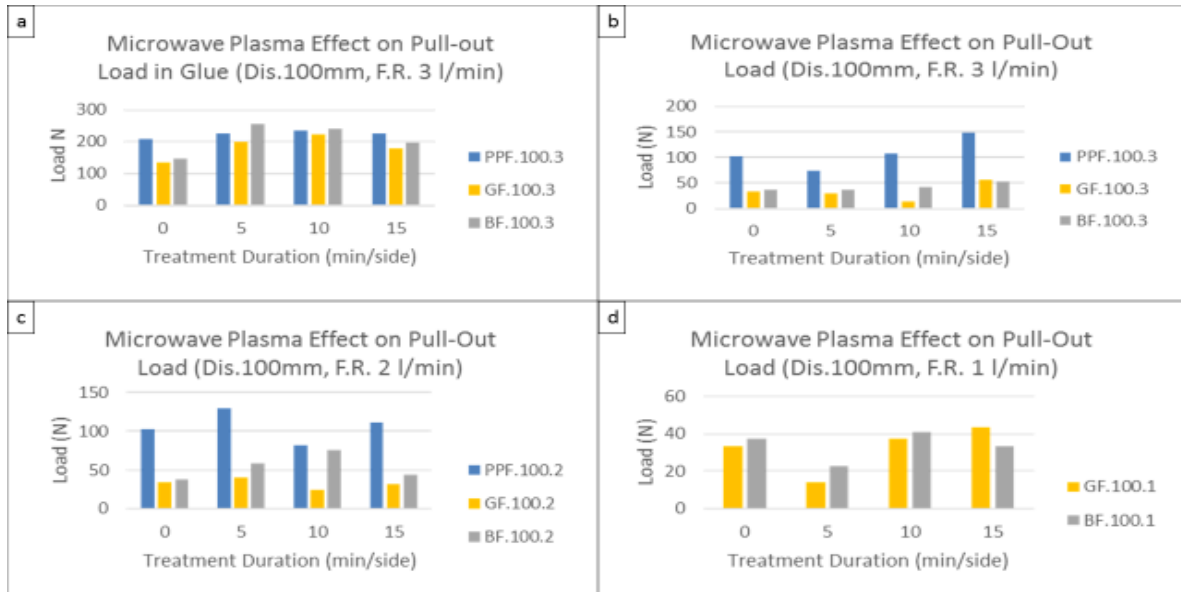 a
Microwave Plasma Effect on Pull-out
Load in Glue (Dis.100mm, F.R. 3 l/min)
Load N
300
200
100
0
0 5 10 15
Treatment Duration (min/side)
PPF.100.3
GF.100.3
BF.100.3
b
Microwave Plasma Effect on Pull-Out
Load (Dis.100mm, F.R. 3 l/min)
Load (N)
200
150
100
50
0
0 5 10 15
Treatment Duration (min/side)
PPF.100.3
GF.100.3
BF.100.3
c
Microwave Plasma Effect on Pull-Out
Load (Dis.100mm, F.R. 2 l/min)
Load (N)
150
100
50
0
0 5 10 15
Treatment Duration (min/side)
PPF.100.2
GF.100.2
BF.100.2
d
Microwave Plasma Effect on Pull-Out
Load (Dis.100mm, F.R. 1 l/min)
Load (N)
60
40
20
0
0 5 10 15
Treatment Duration (min/side)
GF.100.1
BF.100.1